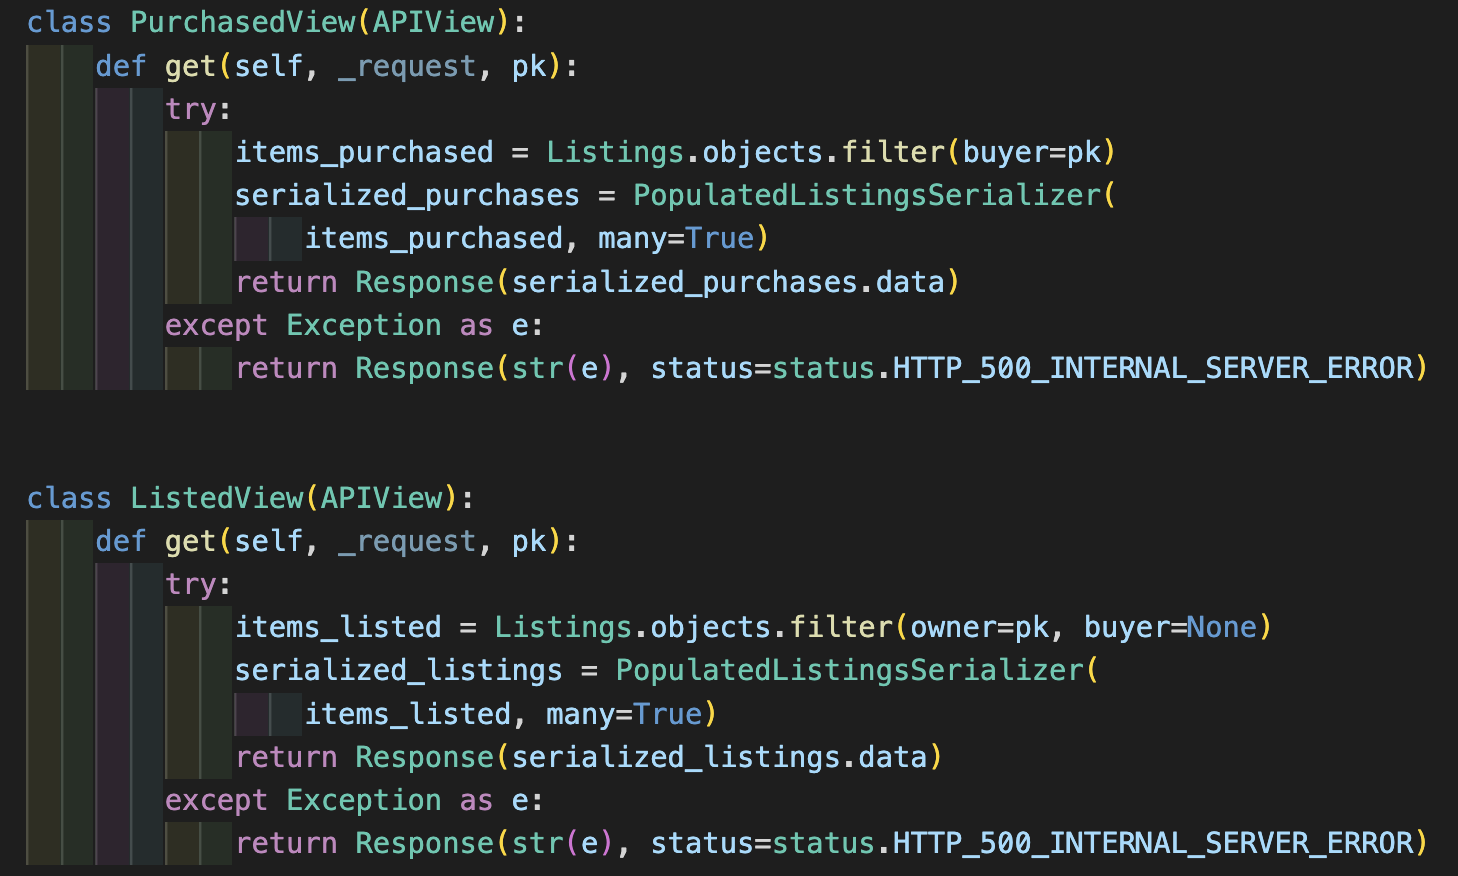 class PurchasedView(APIView):
    def get(self, _request, pk):
        try:
            items_purchased = Listings.objects.filter(buyer=pk)
            serialized_purchases = PopulatedListingsSerializer(
                items_purchased, many=True)
            return Response(serialized_purchases.data)
        except Exception as e:
            return Response(str(e), status=status.HTTP_500_INTERNAL_SERVER_ERROR)
class ListedView(APIView):
    def get(self, _request, pk):
        try:
            items_listed = Listings.objects.filter(owner=pk, buyer=None)
            serialized_listings = PopulatedListingsSerializer(
                items_listed, many=True)
            return Response(serialized_listings.data)
        except Exception as e:
            return Response(str(e), status=status.HTTP_500_INTERNAL_SERVER_ERROR)